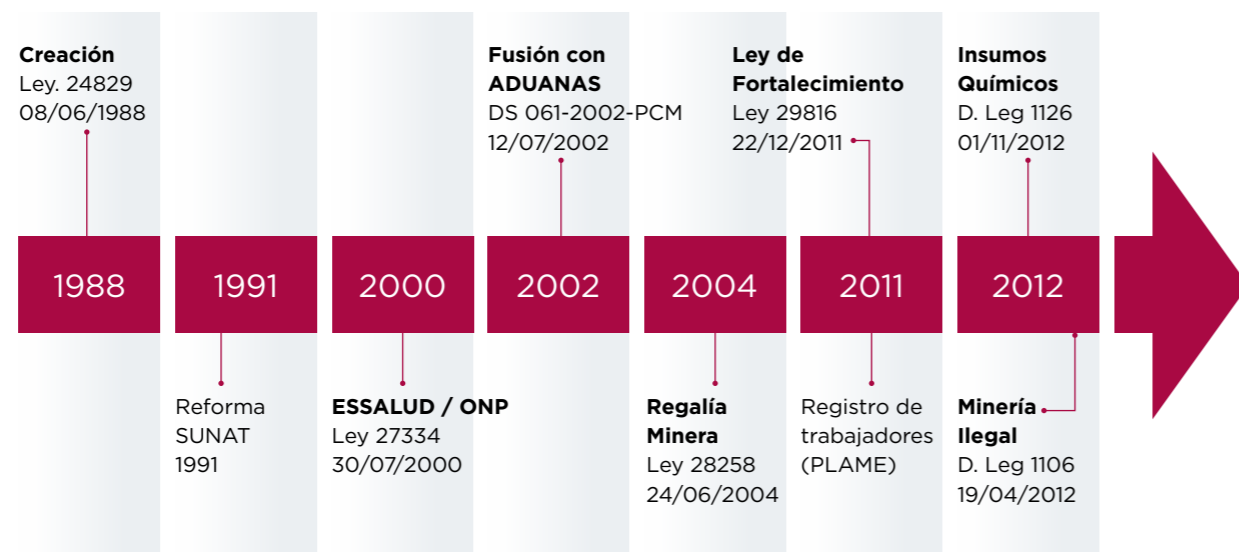 Creación
Ley. 24829
08/06/1988
Fusión con
ADUANAS
DS 061-2002-PCM
12/07/2002
Ley de
Fortalecimiento
Ley 29816
22/12/2011
Insumos
Químicos
D. Leg 1126
01/11/2012
1988
1991
2000
2002
2004
2011
2012
Reforma
SUNAT
1991
ESSALUD / ONP
Ley 27334
30/07/2000
Regalía
Minera
Ley 28258
24/06/2004
Registro de
trabajadores
(PLAME)
Minería
Ilegal
D. Leg 1106
19/04/2012